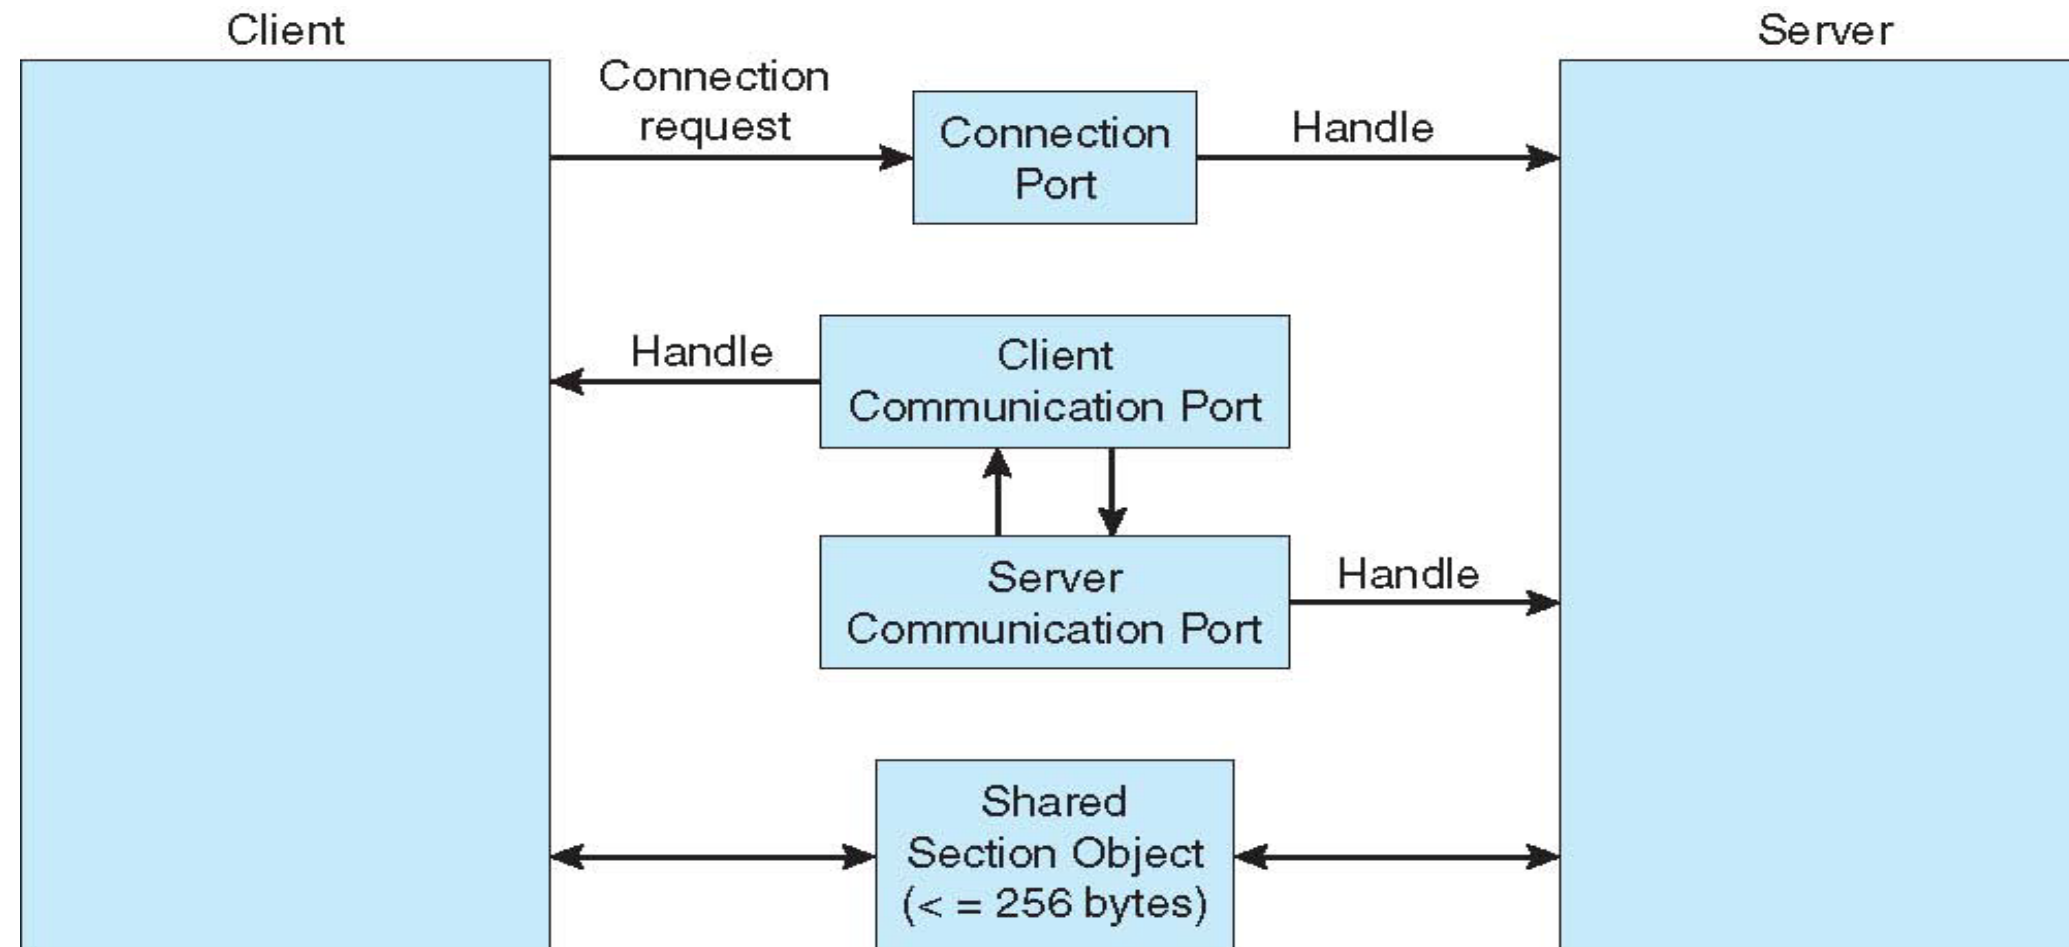 Client
Server
Connection
request
Connection
Port
Handle
Handle
Client
Communication Port
Server
Communication Port
Handle
Shared
Section Object
(< = 256 bytes)